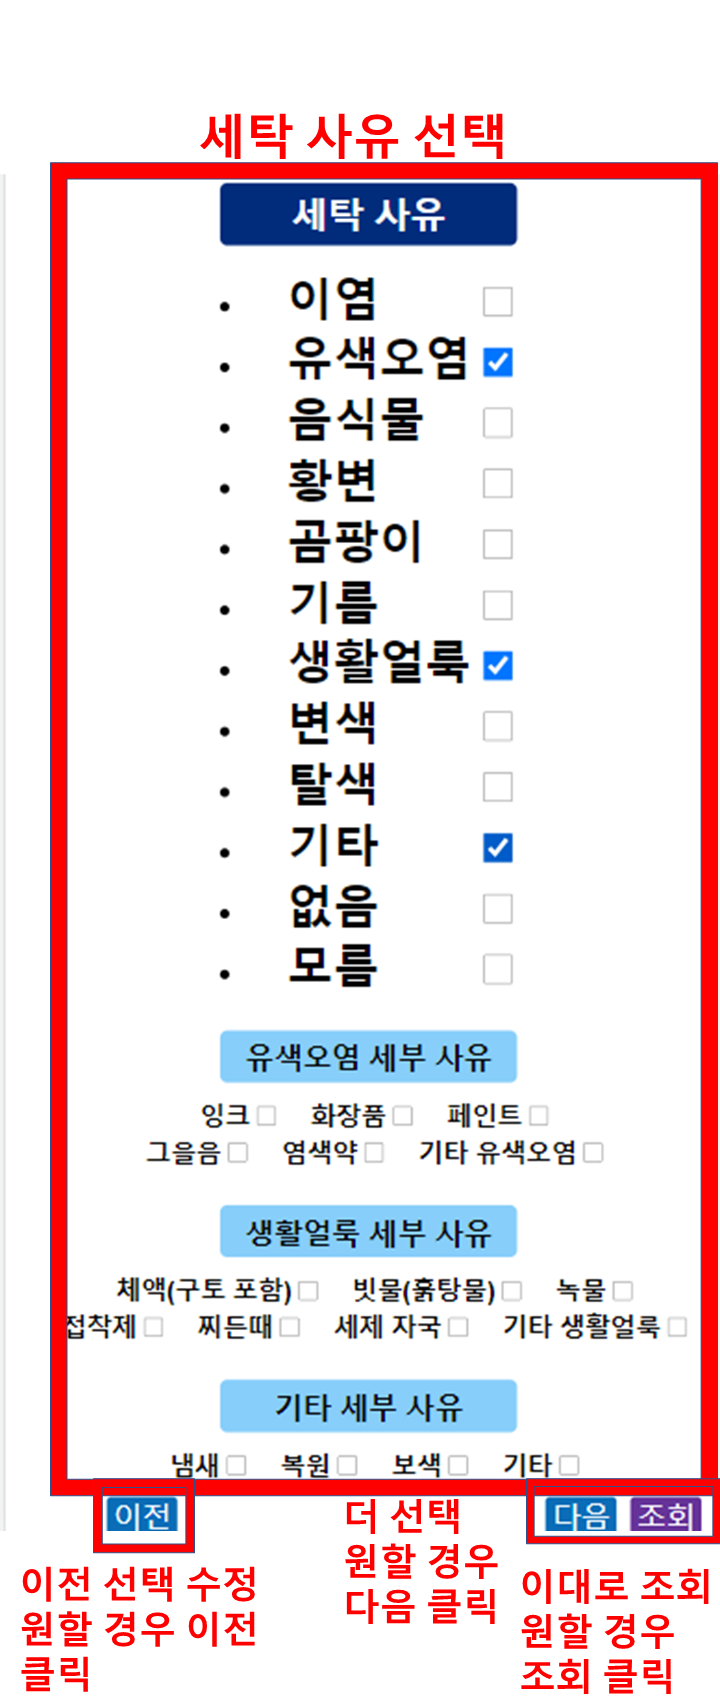 세탁 사유 선택
세탁 사유
• 이염
• 유색오염
• 음식물
• 황변
• 곰팡이
• 기름
• 생활얼룩
• 변색
• 탈색
• 기타
• 없음
• 모름
유색오염 세부 사유
잉크 화장품 페인트
그을음 염색약 기타 유색오염
생활얼룩 세부 사유
체액(구토 포함) 빗물(흙탕물) 녹물
접착제 찌든때 세제 자국 기타 생활얼룩
기타 세부 사유
냄새 복원 보색 기타
이전
다음 조회
이전 선택 수정
원할 경우 이전
클릭
더 선택
원할 경우
다음 클릭
이대로 조회
원할 경우
조회 클릭